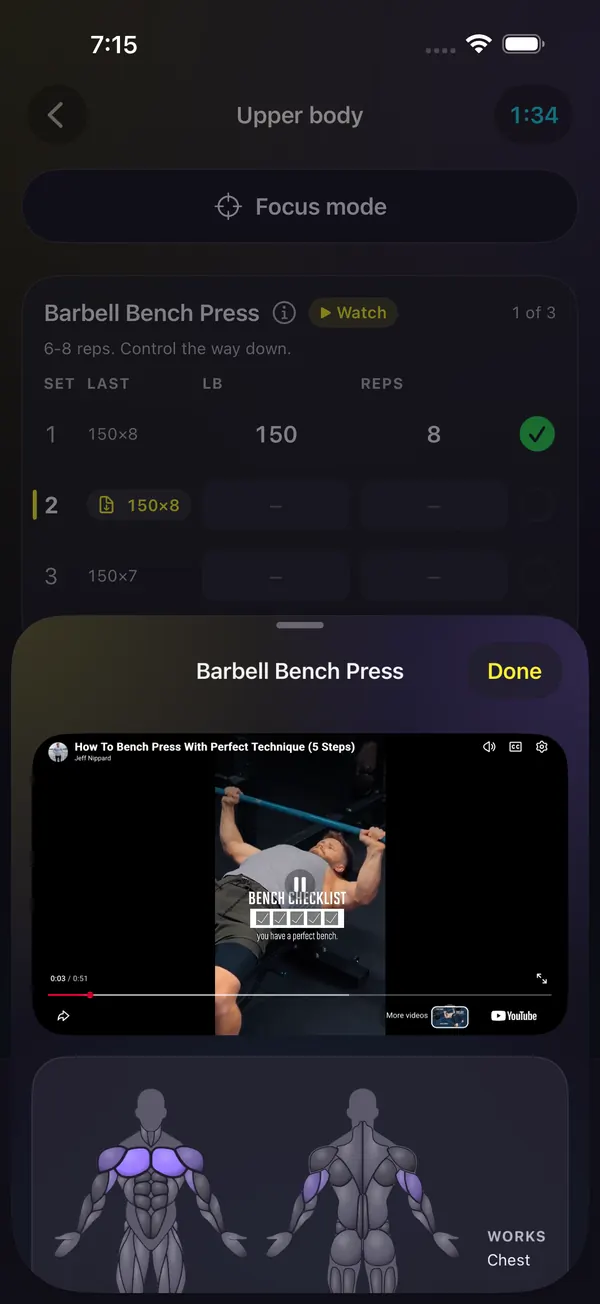 7:15
Upper body
1:34
Focus mode
Barbell Bench Press
Watch
1 of 3
6-8 reps. Control the way down.
SET LAST LB REPS
1 150×8 150 8
2 150×8 – –
3 150×7 – –
Barbell Bench Press
Done
How To Bench Press With Perfect Technique (5 Steps)
Jeff Nippard
CC
BENCH CHECKLIST
you have a perfect bench.
0:03 / 0:51
More videos
YouTube
WORKS
Chest